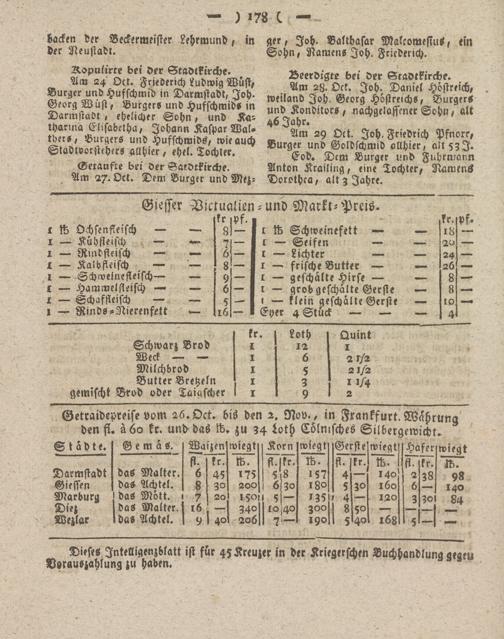 — ) 178 ( —
backen der Beckermeister Lehrmund, in
der Neustadt.
Kopulirte bei der Stadtkirche.
Am 24 Oct. Friederich Ludwig Wüst,
Burger und Hufschmid in Darmstadt, Joh.
Georg Wüst, Burgers und Hufschmids in
Darmstadt, ehelicher Sohn, und Ka-
tharina Elisabetha, Johann Kaspar Wal-
thers, Burgers und Hufschmids, wie auch
Stadtvorstehers allhier, ehel. Tochter.
Getaufte bei der Stadtkirche.
Am 27. Oct. Dem Burger und Metz-
ger, Joh. Balthasar Malcomesius, ein
Sohn, Namens Joh. Friederich.
Beerdigte bei der Stadtkirche.
Am 28. Oct. Joh. Daniel Höstreich,
weiland Joh. Georg Höstreichs, Burgers
und Konditors, nachgelassener Sohn, alt
46 Jahr.
Am 29 Oct. Joh. Friedrich Pfnorr,
Burger und Goldschmid allhier, alt 53 J.
Eod. Dem Burger und Fuhrmann
Anton Krailing, eine Tochter, Namens
Dorothea, alt 3 Jahre.
Giesser Victualien- und Markt-Preis.
kr. pf.
1 ℔ Ochsenfleisch — — 8 —
1 — Kühfleisch — — 7 —
1 — Rindfleisch — — 6 —
1 — Kalbfleisch — — 8 —
1 — Schweinefleisch — — 9 —
1 — Hammelfleisch — — 6 —
1 — Schaffleisch — — 5 —
1 — Rinds-Nierenfett — 16 —
kr. pf.
1 ℔ Schweinefett — — 18 —
1 — Seifen — — 20 —
1 — Lichter — — 24 —
1 — frische Butter — — 26 —
1 — geschälte Hirse — — 8 —
1 — grob geschälte Gerste — 8 —
1 — klein geschälte Gerste — 10 —
Eyer 4 Stück — — 4 —
kr. Loth Quint
Schwarz Brod 1 12 1
Weck — — 1 6 2 1/2
Milchbrod 1 5 2 1/2
Butter Bretzeln 1 3 1 1/4
gemischt Brod oder Taigscher 1 9 2
Getraidepreise vom 26. Oct. bis den 2. Nov., in Frankfurt. Währung
den fl. à 60 kr. und das ℔. zu 34 Loth Cölnisches Silbergewicht.
Städte. Gemäs. Waizen wiegt Korn wiegt Gerste wiegt Hafer wiegt
fl. kr. ℔. fl. kr. ℔. fl. kr. ℔. fl. kr. ℔.
Darmstadt das Malter. 6 45 175 5 8 157 4 — 140 2 38 98
Giessen das Achtel. 8 30 200 6 30 180 5 30 160 6 — 140
Marburg das Mött. 7 20 150 5 — 135 4 — 120 3 30 84
Diez das Malter. 16 — 340 10 40 300 8 50 — — — —
Wezlar das Achtel. 9 40 206 7 — 190 5 40 168 5 — —
Dieses Intelligenzblatt ist für 45 Kreuzer in der Kriegerschen Buchhandlung gegen
Vorauszahlung zu haben.